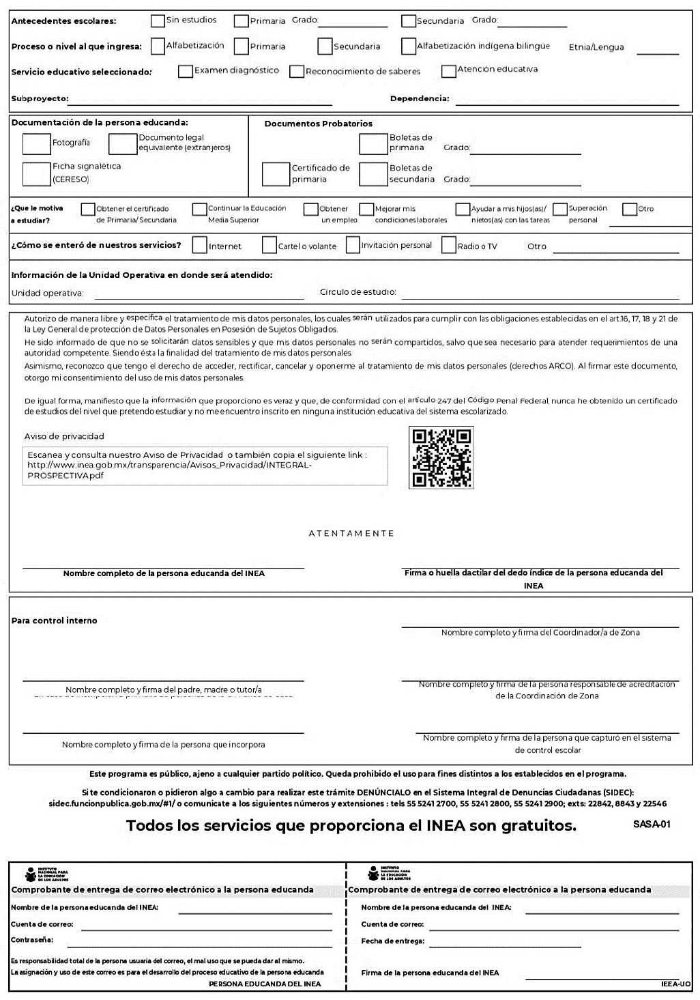 Antecedentes escolares: Sin estudios Primaria Grado: Secundaria Grado:
Proceso o nivel al que ingresa: Alfabetización Primaria Secundaria Alfabetización indígena bilingüe Etnia/Lengua
Servicio educativo seleccionado: Examen diagnóstico Reconocimiento de saberes Atención educativa
Subproyecto: Dependencia:
Documentación de la persona educanda:
Fotografía
Documento legal
equivalente (extranjeros)
Ficha signalética
(CERESO)
Documentos Probatorios
Boletas de
primaria Grado:
Certificado de
primaria
Boletas de
secundaria Grado:
¿Que le motiva
a estudiar?
Obtener el certificado
de Primaria/Secundaria
Continuar la Educación
Media Superior
Obtener
un empleo
Mejorar mis
condiciones laborales
Ayudar a mis hijos(as)/
nietos(as) con las tareas
Superación
personal
Otro
¿Cómo se enteró de nuestros servicios? Internet Cartel o volante Invitación personal Radio o TV Otro
Información de la Unidad Operativa en donde será atendido:
Unidad operativa: Circulo de estudio:
Autorizo de manera libre y específica el tratamiento de mis datos personales, los cuales serán utilizados para cumplir con las obligaciones establecidas en el art.16, 17, 18 y 21 de
la Ley General de protección de Datos Personales en Posesión de Sujetos Obligados.
He sido informado de que no se solicitarán datos sensibles y que mis datos personales no serán compartidos, salvo que sea necesario para atender requerimientos de una
autoridad competente. Siendo ésta la finalidad del tratamiento de mis datos personales
Asimismo, reconozco que tengo el derecho de acceder, rectificar, cancelar y oponerme al tratamiento de mis datos personales (derechos ARCO). Al firmar este documento,
otorgo mi consentimiento del uso de mis datos personales.
De igual forma, manifiesto que la información que proporciono es veraz y que, de conformidad con el artículo 247 del Código Penal Federal, nunca he obtenido un certificado
de estudios del nivel que pretendo estudiar y no me encuentro inscrito en ninguna institución educativa del sistema escolarizado.
Aviso de privacidad
Escanea y consulta nuestro Aviso de Privacidad o también copia el siguiente link :
http://www.inea.gob.mx/transparencia/Avisos_Privacidad/INTEGRAL-
PROSPECTIVA.pdf
ATENTAMENTE
Nombre completo de la persona educanda del INEA
Firma o huella dactilar del dedo índice de la persona educanda del
INEA
Para control interno
Nombre completo y firma del Coordinador/a de Zona
Nombre completo y firma del padre, madre o tutor/a
Nombre completo y firma de la persona responsable de acreditación
de la Coordinación de Zona
Nombre completo y firma de la persona que incorpora
Nombre completo y firma de la persona que capturó en el sistema
de control escolar
Este programa es público, ajeno a cualquier partido político. Queda prohibido el uso para fines distintos a los establecidos en el programa.
Si te condicionaron o pidieron algo a cambio para realizar este trámite DENÚNCIALO en el Sistema Integral de Denuncias Ciudadanas (SIDEC):
sidec.funcionpublica.gob.mx/#1/ o comunicate a los siguientes números y extensiones : tels 55 5241 2700, 55 5241 2800, 55 5241 2900; exts: 22842, 8843 y 22546
Todos los servicios que proporciona el INEA son gratuitos. SASA-01
INSTITUTO
NACIONAL PARA
LA EDUCACIÓN
DE LOS ADULTOS
Comprobante de entrega de correo electrónico a la persona educanda
Nombre de la persona educanda del INEA:
Cuenta de correo:
Contraseña:
Es responsabilidad total de la persona usuaria del correo, el mal uso que se pueda dar al mismo.
La asignación y uso de este correo es para el desarrollo del proceso educativo de la persona educanda
PERSONA EDUCANDA DEL INEA
INSTITUTO
NACIONAL PARA
LA EDUCACIÓN
DE LOS ADULTOS
Comprobante de entrega de correo electrónico a la persona educanda
Nombre de la persona educanda del INEA:
Cuenta de correo:
Fecha de entrega:
Firma de la persona educanda del INEA
IEEA-UO